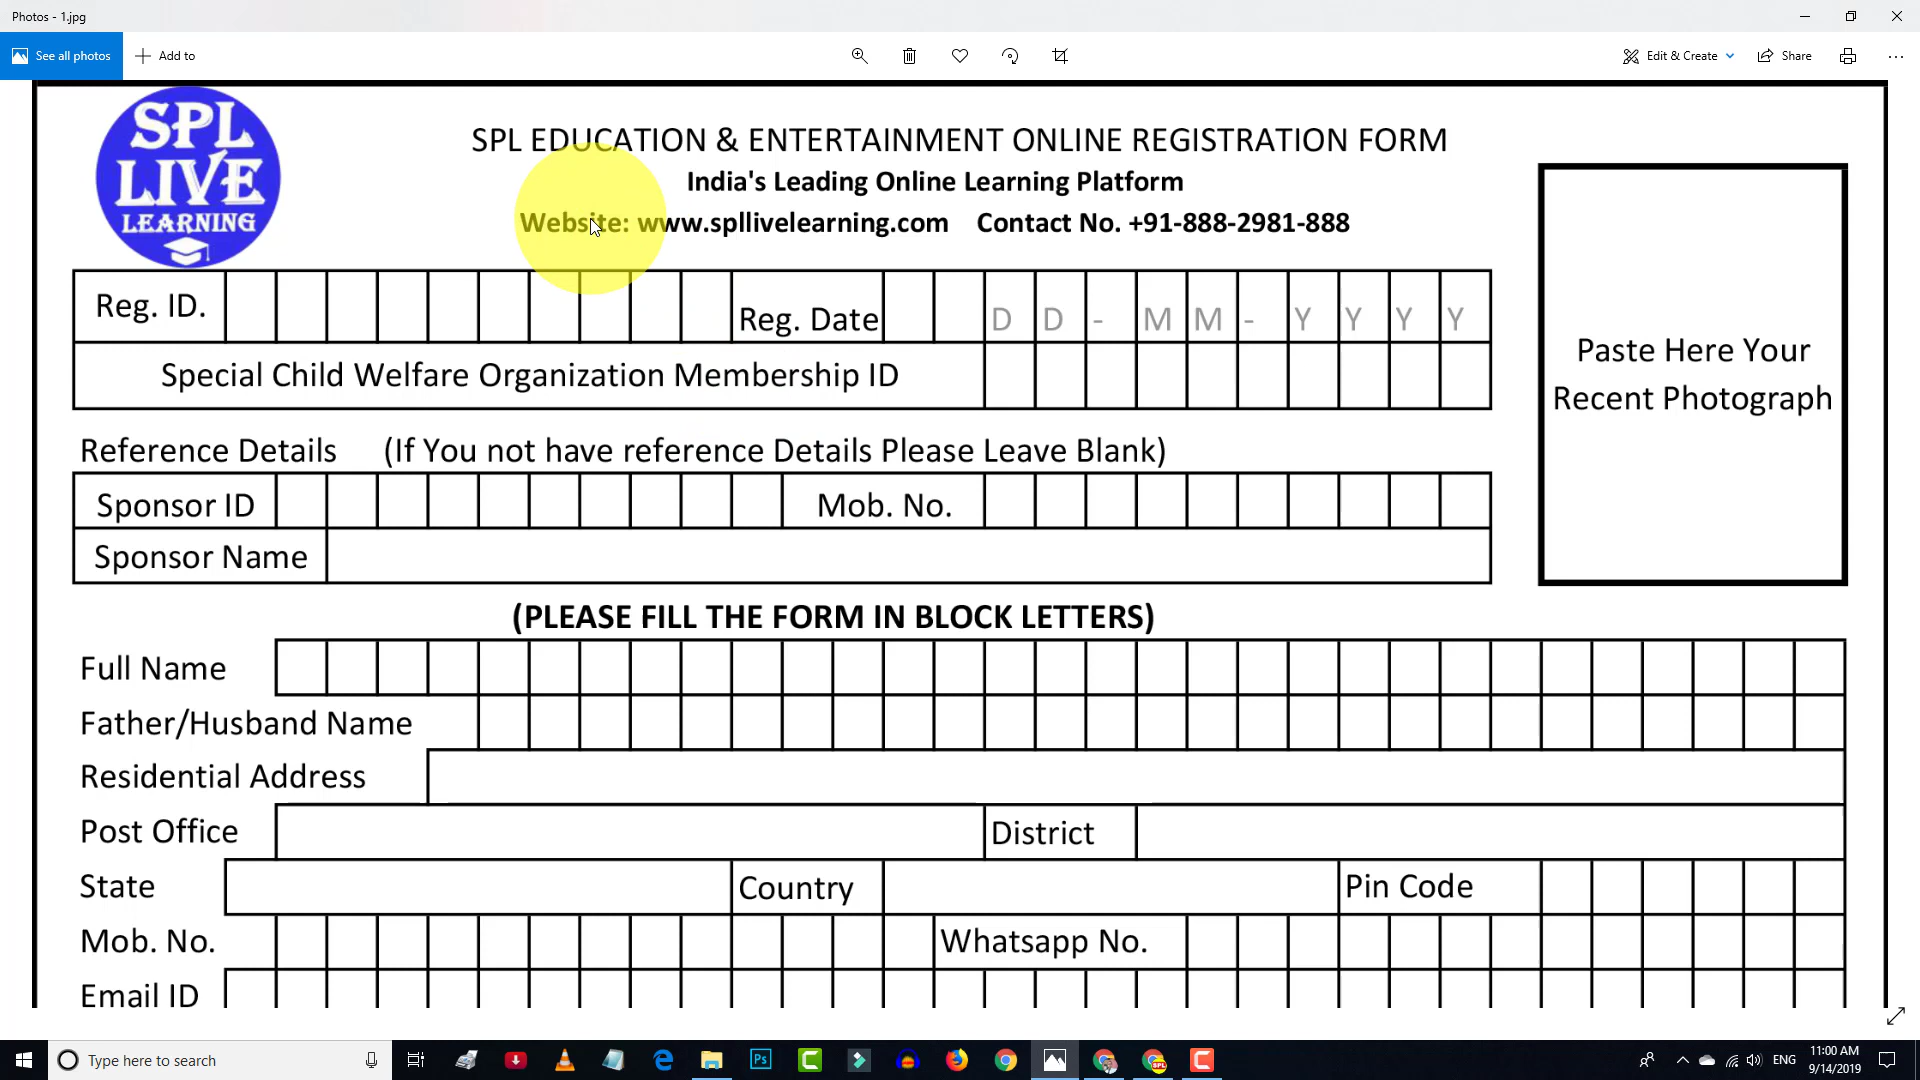 Photos - 1.jpg
See all photos
Add to
Edit & Create
Share
SPL
LIVE
LEARNING
SPL EDUCATION & ENTERTAINMENT ONLINE REGISTRATION FORM
India's Leading Online Learning Platform
Website: www.spllivelearning.com Contact No. +91-888-2981-888
Reg. ID. Reg. Date D D - M M - Y Y Y Y
Special Child Welfare Organization Membership ID
Paste Here Your
Recent Photograph
Reference Details (If You not have reference Details Please Leave Blank)
Sponsor ID Mob. No.
Sponsor Name
(PLEASE FILL THE FORM IN BLOCK LETTERS)
Full Name
Father/Husband Name
Residential Address
Post Office District
State Country Pin Code
Mob. No. Whatsapp No.
Email ID
Type here to search
Ps
SPL
ENG
11:00 AM
9/14/2019